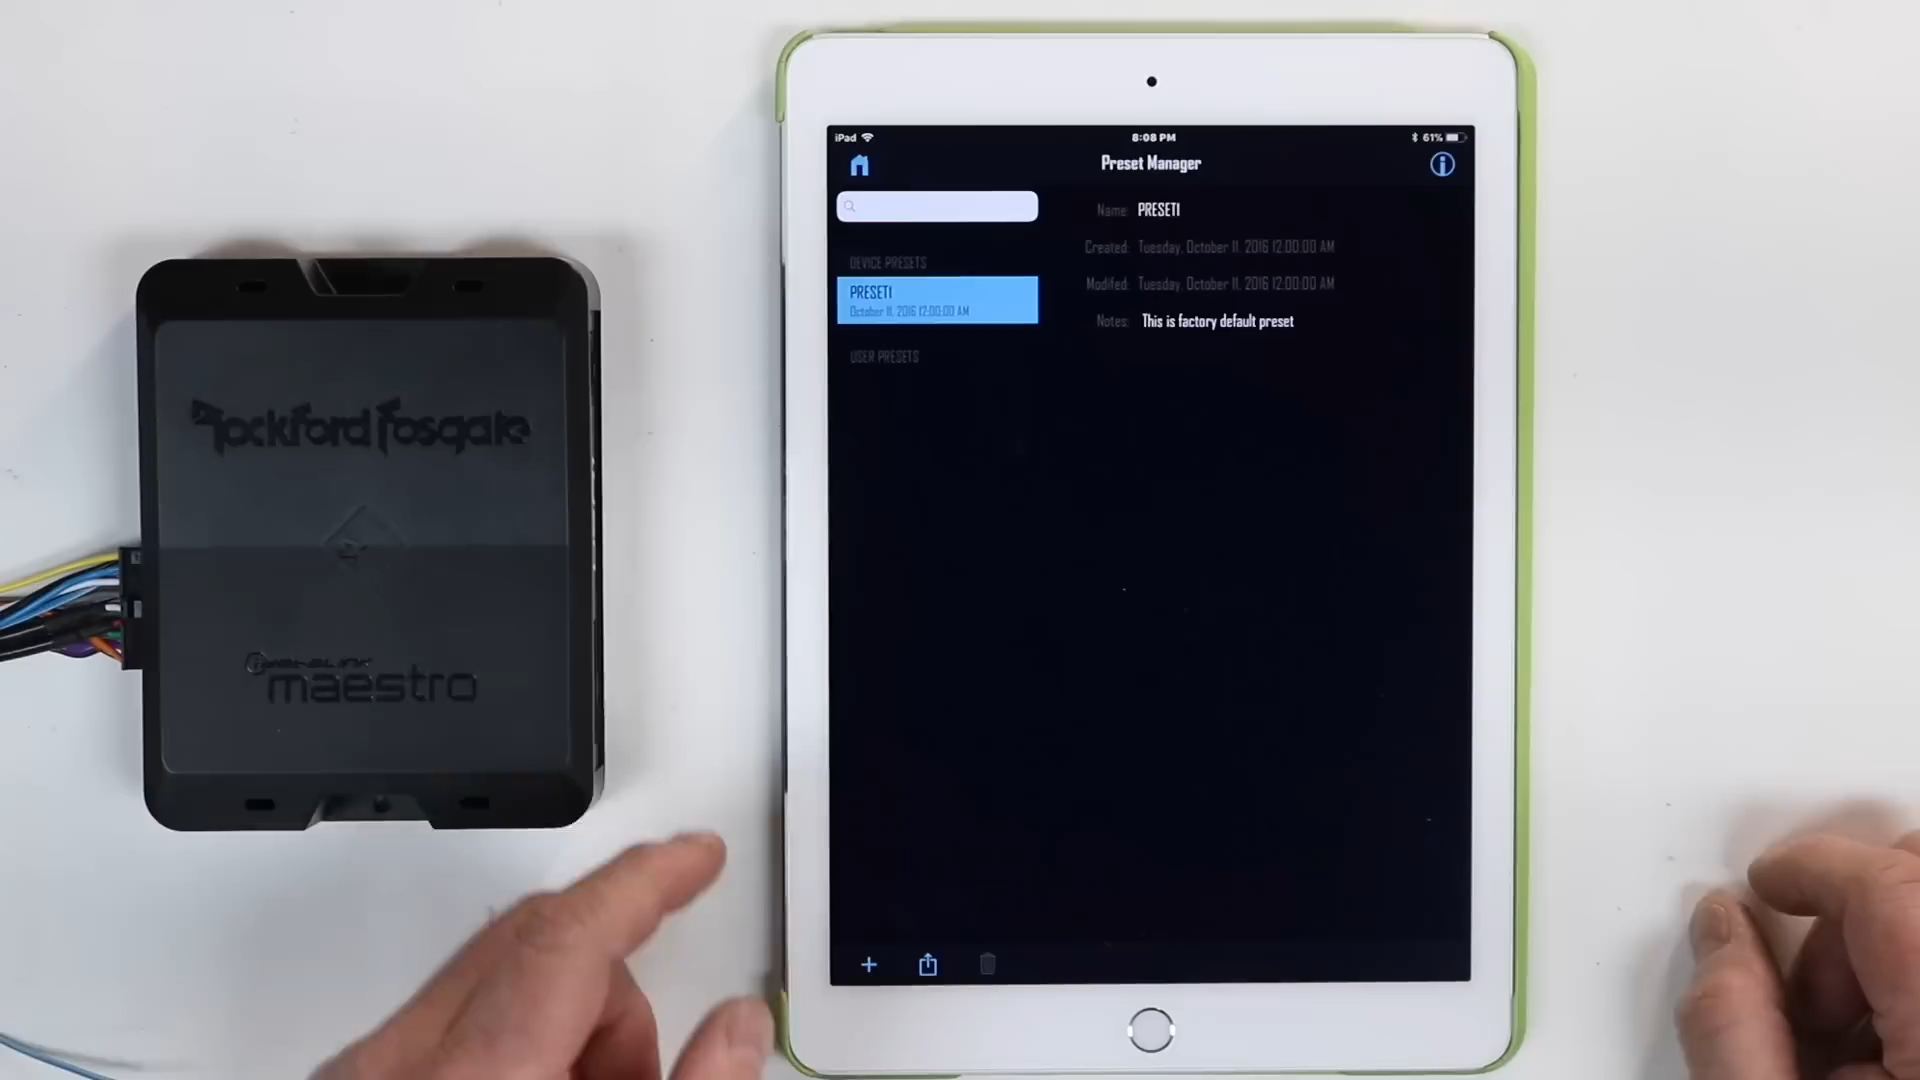 Rockford Fosgate
maestro
iPad
8:08 PM
61%
Preset Manager
DEVICE PRESETS
PRESET1
October 11, 2016 12:00:00 AM
USER PRESETS
Name: PRESET1
Created: Tuesday, October 11, 2016 12:00:00 AM
Modifed: Tuesday, October 11, 2016 12:00:00 AM
Notes: This is factory default preset